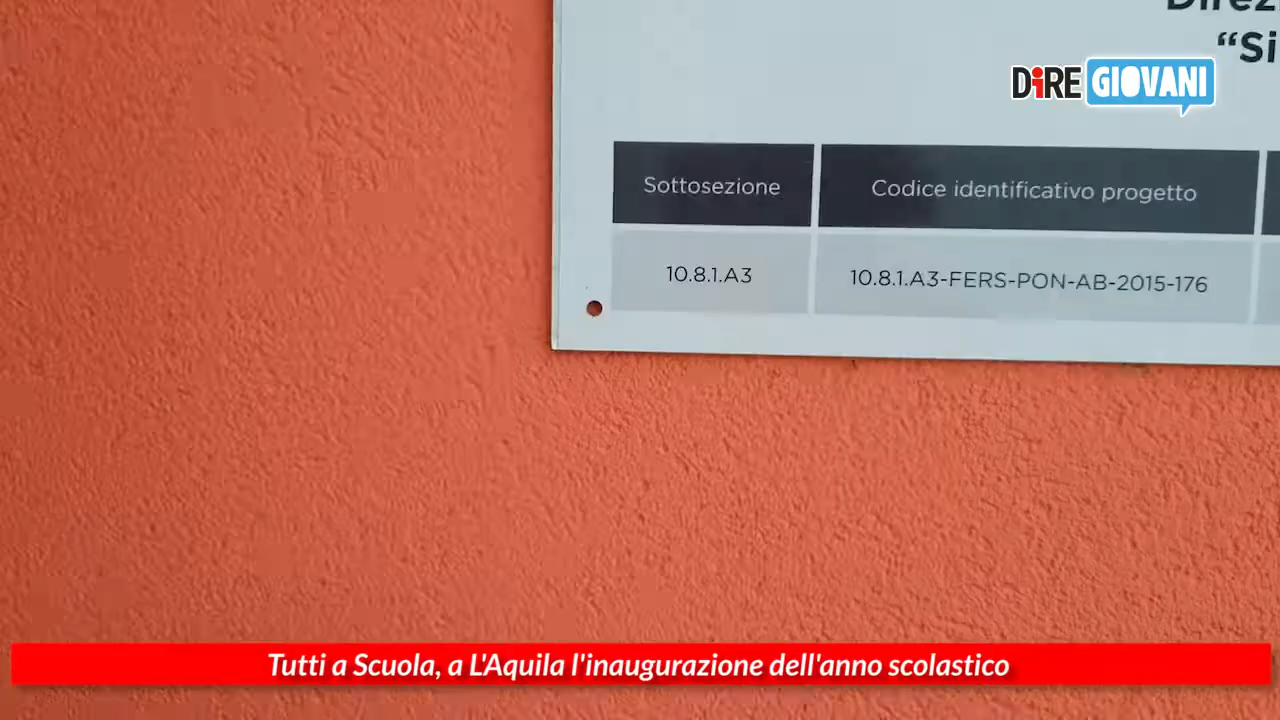 “Si
DiRE GIOVANI
Sottosezione
Codice identificativo progetto
10.8.1.A3
10.8.1.A3-FERS-PON-AB-2015-176
Tutti a Scuola, a L'Aquila l'inaugurazione dell'anno scolastico